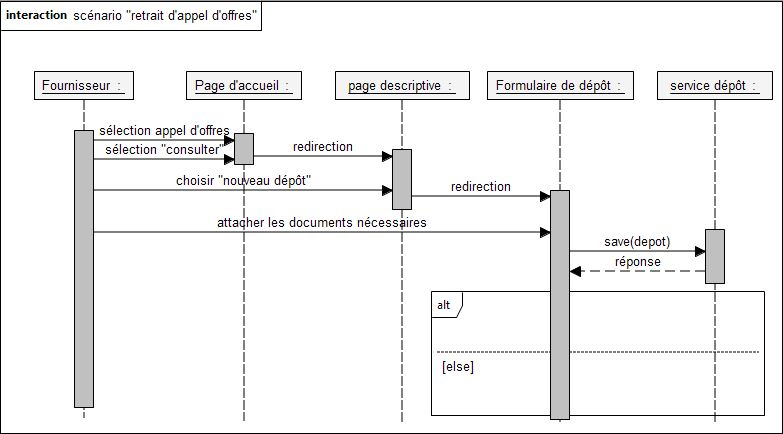 interaction scénario "retrait d'appel d'offres"
Fournisseur :
Page d'accueil :
page descriptive :
Formulaire de dépôt :
service dépôt :
sélection appel d'offres
sélection "consulter"
redirection
choisir "nouveau dépôt"
redirection
attacher les documents nécessaires
save(depot)
réponse
alt
[else]